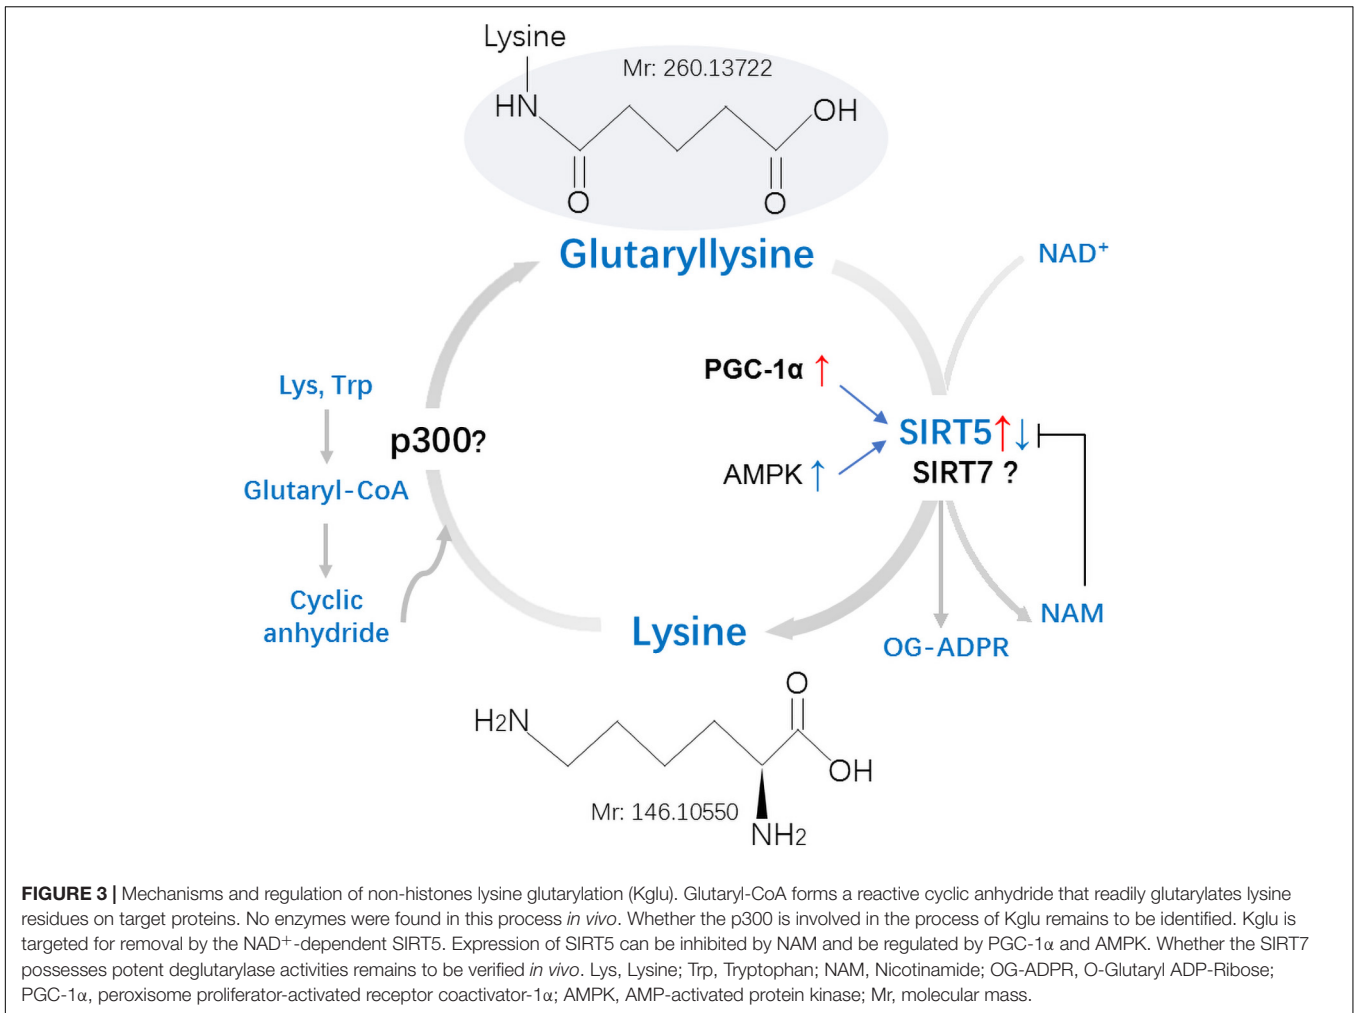 Lysine
Mr: 260.13722
HN
OH
O
O
Glutaryllysine
NAD⁺
PGC-1α ↑
Lys, Trp
p300?
SIRT5↑↓
SIRT7 ?
AMPK ↑
Glutaryl-CoA
Cyclic
anhydride
Lysine
NAM
OG-ADPR
O
H2N
OH
Mr: 146.10550
NH2
FIGURE 3 | Mechanisms and regulation of non-histones lysine glutarylation (Kglu). Glutaryl-CoA forms a reactive cyclic anhydride that readily glutarylates lysine
residues on target proteins. No enzymes were found in this process in vivo. Whether the p300 is involved in the process of Kglu remains to be identified. Kglu is
targeted for removal by the NAD⁺-dependent SIRT5. Expression of SIRT5 can be inhibited by NAM and be regulated by PGC-1α and AMPK. Whether the SIRT7
possesses potent deglutarylase activities remains to be verified in vivo. Lys, Lysine; Trp, Tryptophan; NAM, Nicotinamide; OG-ADPR, O-Glutaryl ADP-Ribose;
PGC-1α, peroxisome proliferator-activated receptor coactivator-1α; AMPK, AMP-activated protein kinase; Mr, molecular mass.